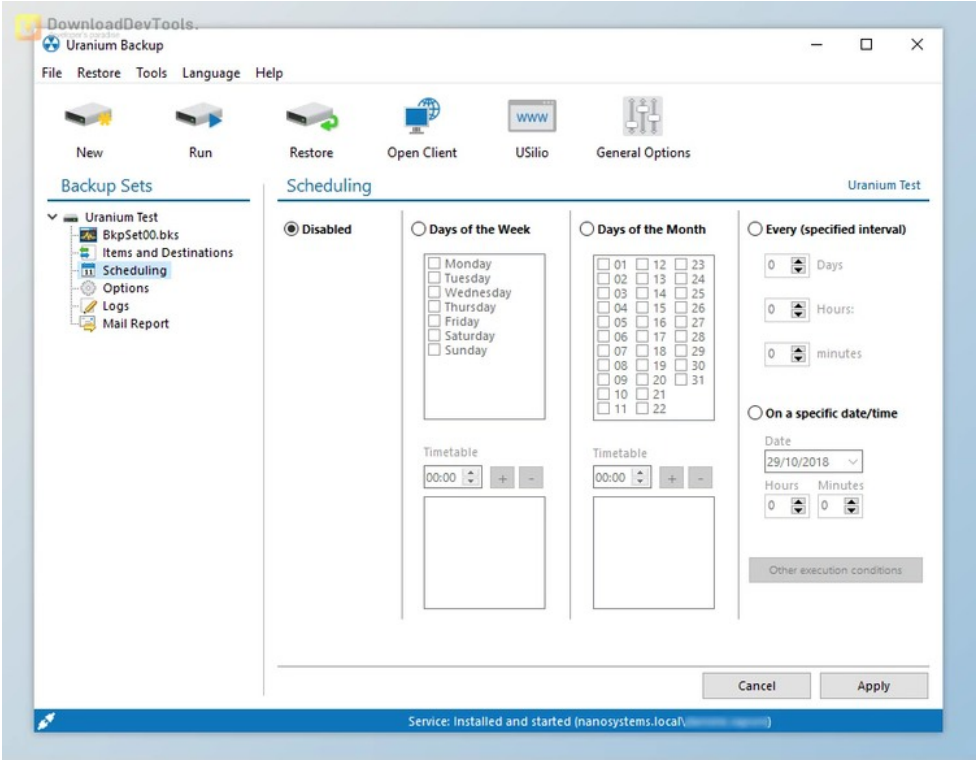 DownloadDevTools.
Developer's paradise
Uranium Backup
File Restore Tools Language Help
New Run Restore Open Client USilio General Options
WWW
Backup Sets
Uranium Test
BkpSet00.bks
Items and Destinations
11 Scheduling
Options
Logs
Mail Report
Scheduling
Uranium Test
Disabled
Days of the Week
Monday
Tuesday
Wednesday
Thursday
Friday
Saturday
Sunday
Timetable
00:00 + -
Days of the Month
01 12 23
02 13 24
03 14 25
04 15 26
05 16 27
06 17 28
07 18 29
08 19 30
09 20 31
10 21
11 22
Timetable
00:00 + -
Every (specified interval)
0 Days
0 Hours:
0 minutes
On a specific date/time
Date
29/10/2018
Hours Minutes
0 0
Other execution conditions
Cancel Apply
Service: Installed and started (nanosystems.local\ )